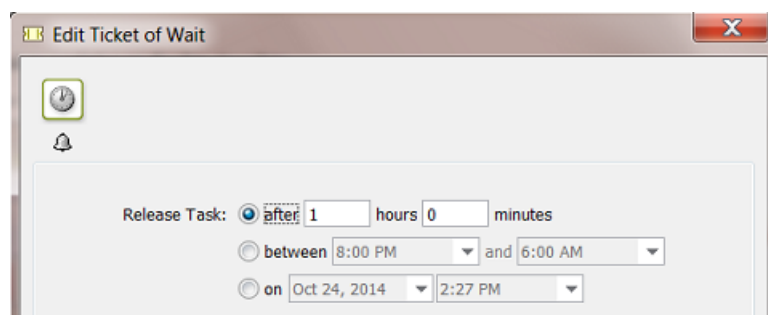 Edit Ticket of Wait
Release Task: after 1 hours 0 minutes
between 8:00 PM and 6:00 AM
on Oct 24, 2014 2:27 PM